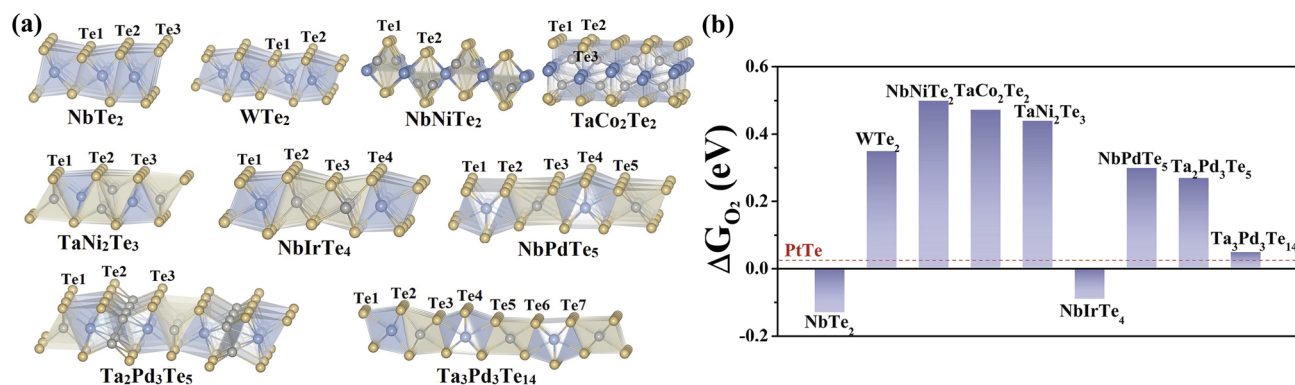 (a)
Te1 Te2 Te3
NbTe₂
Te1 Te2
WTe₂
Te1 Te2
NbNiTe₂
Te1 Te2
Te3
TaCo₂Te₂
Te1 Te2 Te3
TaNi₂Te₃
Te1 Te2 Te3 Te4
NbIrTe₄
Te1 Te2 Te3 Te4 Te5
NbPdTe₅
Te1 Te2 Te3
Ta₂Pd₃Te₅
Te1 Te2 Te3 Te4 Te5 Te6 Te7
Ta₃Pd₃Te₁₄
(b)
ΔG_O₂ (eV)
0.6
0.4
0.2
0.0
-0.2
PtTe
NbTe₂
WTe₂
NbNiTe₂
TaCo₂Te₂
TaNi₂Te₃
NbIrTe₄
NbPdTe₅
Ta₂Pd₃Te₅
Ta₃Pd₃Te₁₄